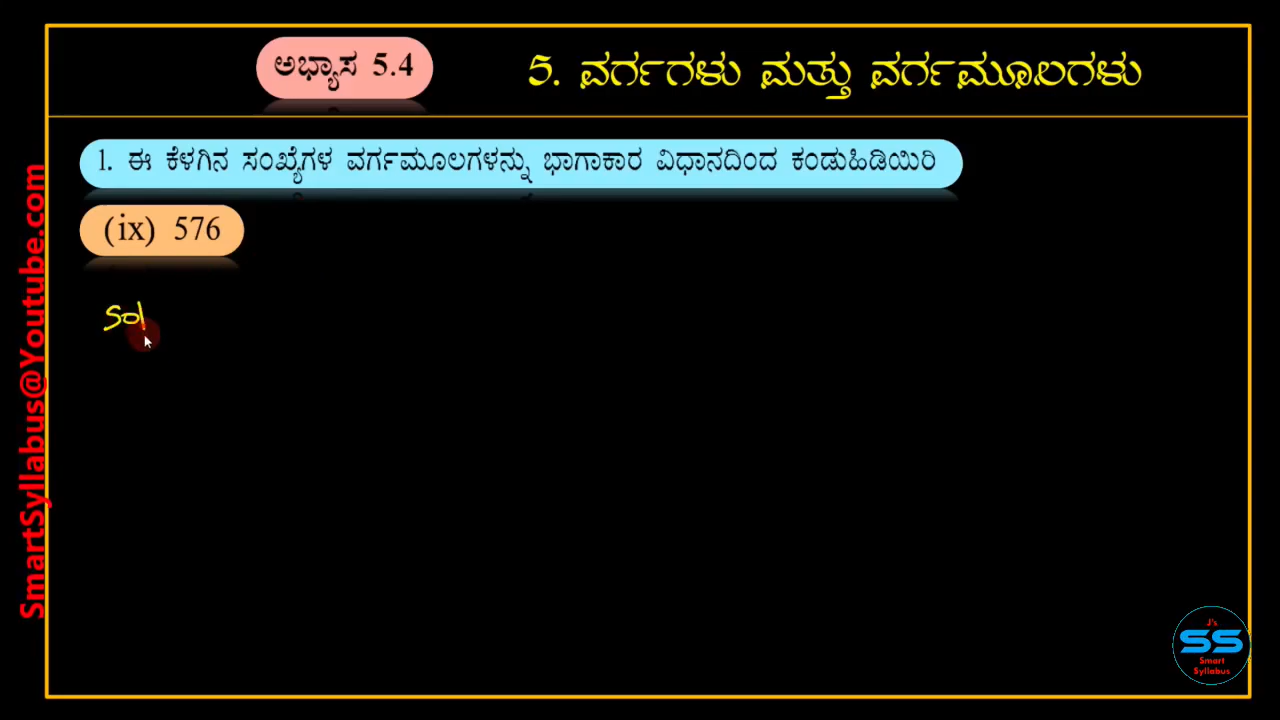 ಅಭ್ಯಾಸ 5.4
5. ವರ್ಗಗಳು ಮತ್ತು ವರ್ಗಮೂಲಗಳು
1. ಈ ಕೆಳಗಿನ ಸಂಖ್ಯೆಗಳ ವರ್ಗಮೂಲಗಳನ್ನು ಭಾಗಾಕಾರ ವಿಧಾನದಿಂದ ಕಂಡುಹಿಡಿಯಿರಿ
(ix) 576
Sol
SmartSyllabus@Youtube.com
J's
SS
Smart
Syllabus